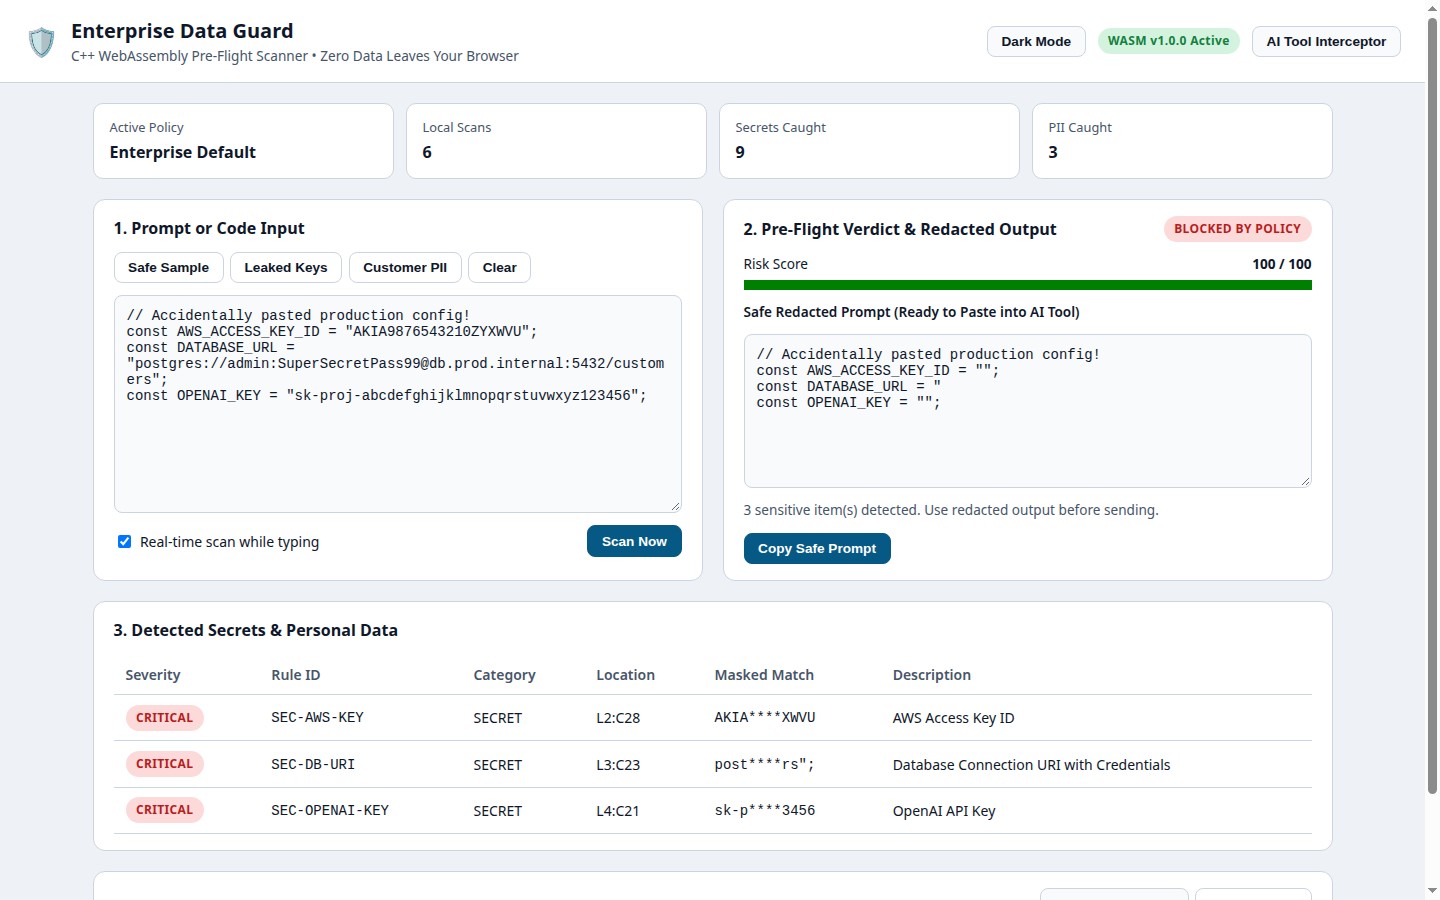 Enterprise Data Guard
C++ WebAssembly Pre-Flight Scanner • Zero Data Leaves Your Browser
Dark Mode
WASM v1.0.0 Active
AI Tool Interceptor
Active Policy
Enterprise Default
Local Scans
6
Secrets Caught
9
PII Caught
3
1. Prompt or Code Input
Safe Sample
Leaked Keys
Customer PII
Clear
// Accidentally pasted production config!
const AWS_ACCESS_KEY_ID = "AKIA9876543210ZYXWVU";
const DATABASE_URL =
"postgres://admin:SuperSecretPass99@db.prod.internal:5432/custom
ers";
const OPENAI_KEY = "sk-proj-abcdefghijklmnopqrstuvwxyz123456";
Real-time scan while typing
Scan Now
2. Pre-Flight Verdict & Redacted Output
BLOCKED BY POLICY
Risk Score
100 / 100
Safe Redacted Prompt (Ready to Paste into AI Tool)
// Accidentally pasted production config!
const AWS_ACCESS_KEY_ID = "";
const DATABASE_URL = "
const OPENAI_KEY = "";
3 sensitive item(s) detected. Use redacted output before sending.
Copy Safe Prompt
3. Detected Secrets & Personal Data
Severity Rule ID Category Location Masked Match Description
CRITICAL SEC-AWS-KEY SECRET L2:C28 AKIA****XWVU AWS Access Key ID
CRITICAL SEC-DB-URI SECRET L3:C23 post****rs"; Database Connection URI with Credentials
CRITICAL SEC-OPENAI-KEY SECRET L4:C21 sk-p****3456 OpenAI API Key